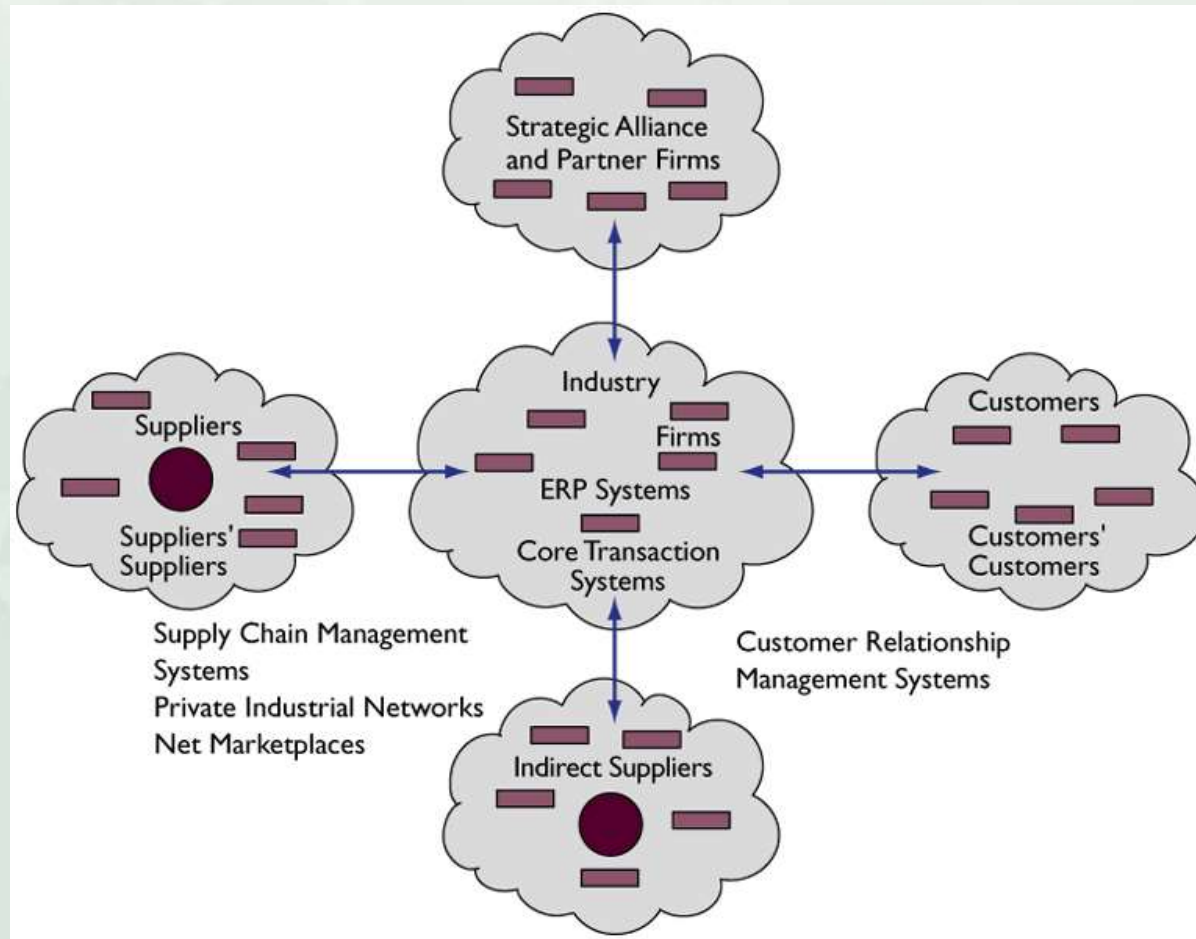 Strategic Alliance
and Partner Firms
Industry
Firms
ERP Systems
Core Transaction
Systems
Suppliers
Suppliers'
Suppliers
Customers
Customers'
Customers
Supply Chain Management
Systems
Private Industrial Networks
Net Marketplaces
Customer Relationship
Management Systems
Indirect Suppliers